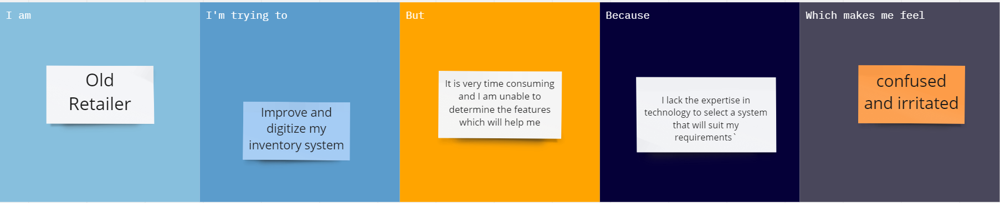 I am
Old
Retailer
I'm trying to
Improve and
digitize my
inventory system
But
It is very time consuming
and I am unable to
determine the features
which will help me
Because
I lack the expertise in
technology to select a system
that will suit my
requirements`
Which makes me feel
confused
and irritated